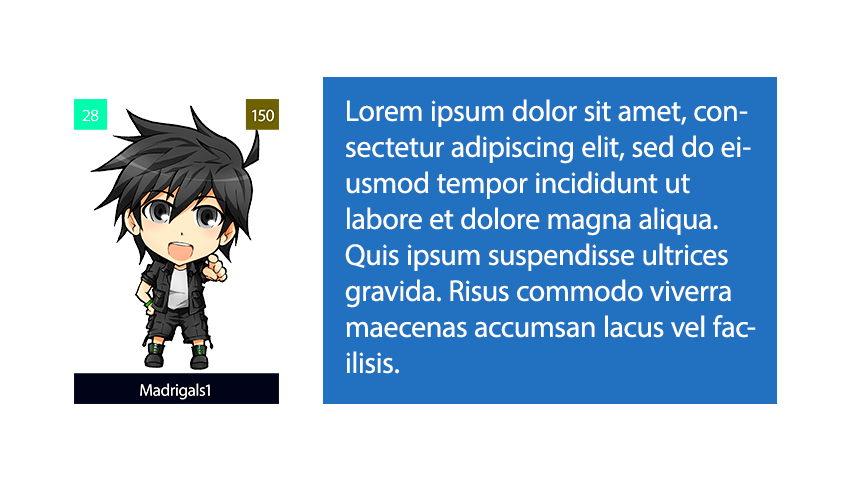 28
150
Madrigals1
Lorem ipsum dolor sit amet, con-
sectetur adipiscing elit, sed do ei-
usmod tempor incididunt ut
labore et dolore magna aliqua.
Quis ipsum suspendisse ultrices
gravida. Risus commodo viverra
maecenas accumsan lacus vel fac-
ilisis.